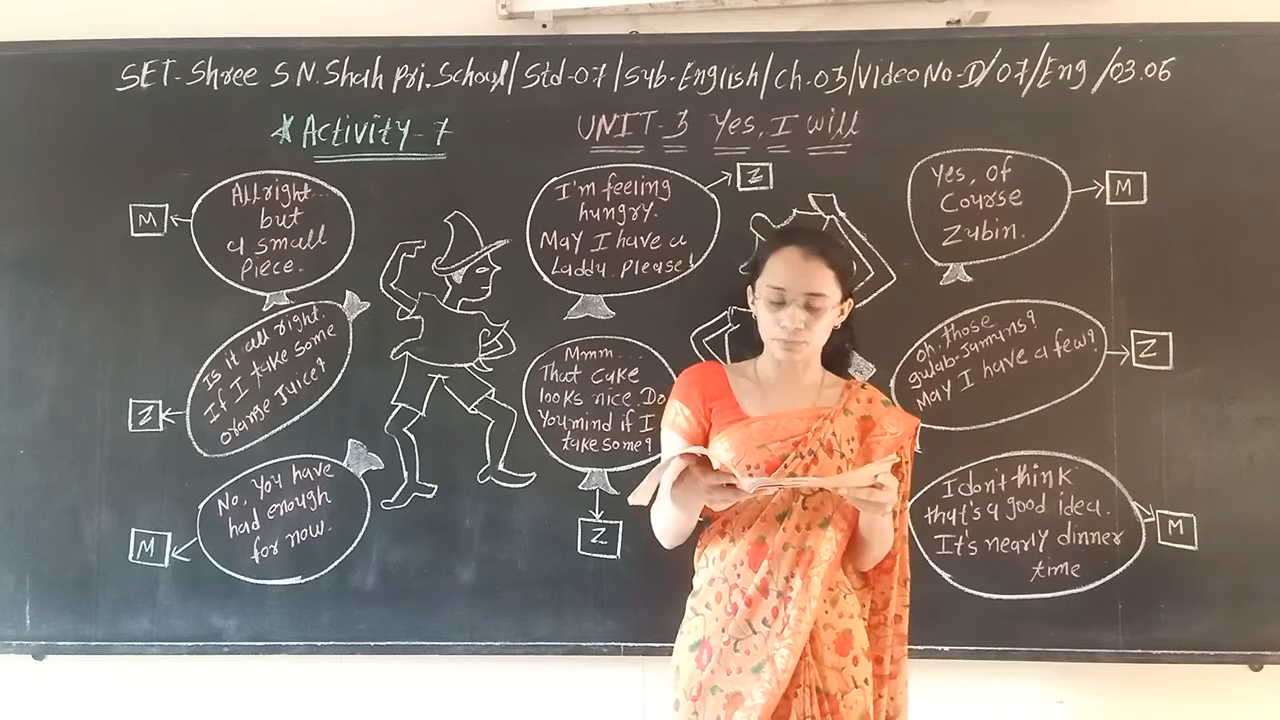 SET-Shree S N. Shah Pri. School / Std-07 / Sub-English / Ch.03 / Video No-D/07/Eng /03.06
* Activity-7
UNIT-3 Yes, I will
M
All right...
but
a small
Piece.
I'm feeling
hungry.
May I have a
Laddu please!
Z
Yes, Of
Course
Zubin.
M
Is it all right.
If I take some
orange Juice?
Z
Mmm...
That cake
looks nice. Do
You mind if I
take some?
Z
Oh, those
gulab-Jamuns?
May I have a few?
Z
No, You have
had enough
for now.
M
I don't think
that's a good idea.
It's nearly dinner
time
M